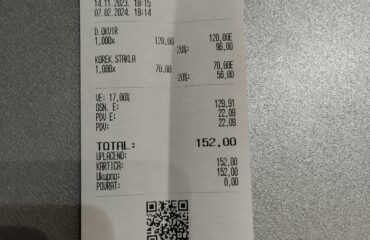 14.11.2023. 19:15
07.02.2024. 19:14
D.OKVIR
1,000x 120,00 120,00E
-20%: 96,00
KOREK.STAKLA
1,000x 70,00 70,00E
-20%: 56,00
VE: 17,00%
OSN. E: 129,91
PDV E: 22,09
PDV: 22,09
TOTAL: 152,00
UPLAĆENO:
KARTICA: 152,00
Ukupno: 152,00
POVRAT: 0,00